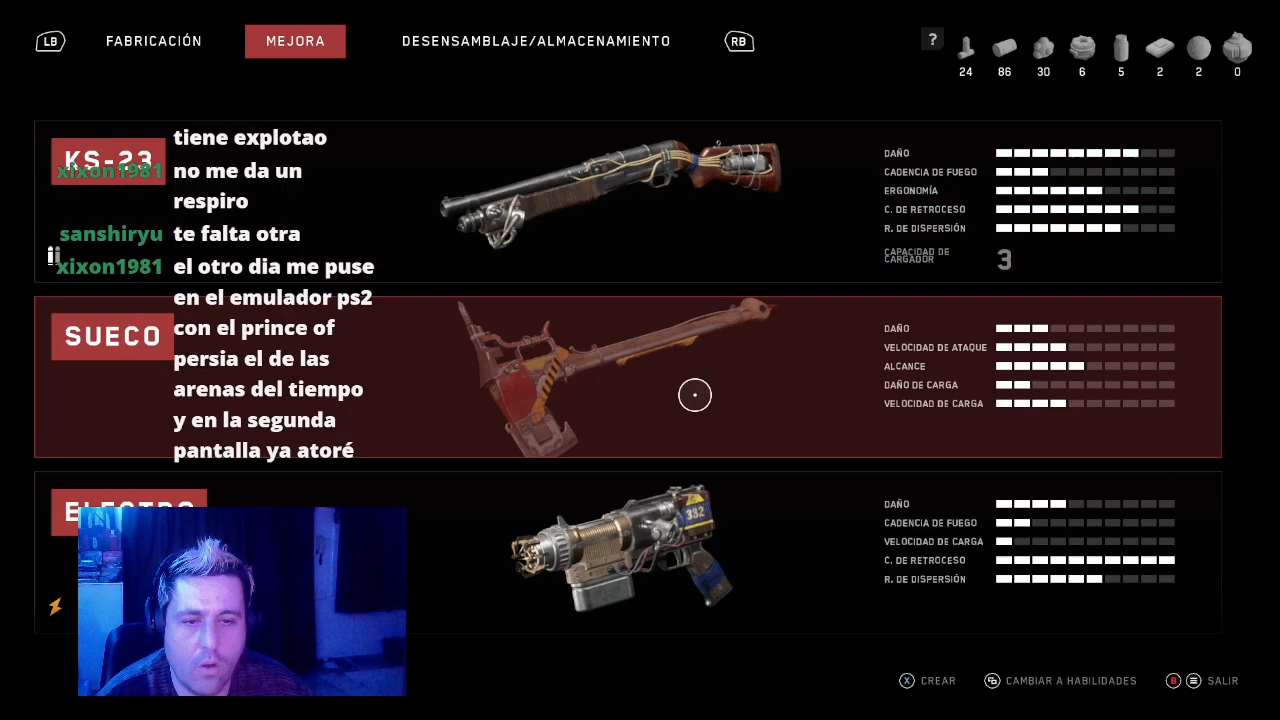 LB FABRICACIÓN MEJORA DESENSAMBLAJE/ALMACENAMIENTO RB ?
24 86 30 6 5 2 2 0
KS-23
tiene explotao
xixon1981 no me da un
respiro
sanshiryu te falta otra
xixon1981 el otro dia me puse
en el emulador ps2
con el prince of
persia el de las
arenas del tiempo
y en la segunda
pantalla ya atoré
DAÑO
CADENCIA DE FUEGO
ERGONOMÍA
C. DE RETROCESO
R. DE DISPERSIÓN
CAPACIDAD DE
CARGADOR
3
SUECO
DAÑO
VELOCIDAD DE ATAQUE
ALCANCE
DAÑO DE CARGA
VELOCIDAD DE CARGA
ELECTRO
332
DAÑO
CADENCIA DE FUEGO
VELOCIDAD DE CARGA
C. DE RETROCESO
R. DE DISPERSIÓN
X CREAR CAMBIAR A HABILIDADES B SALIR